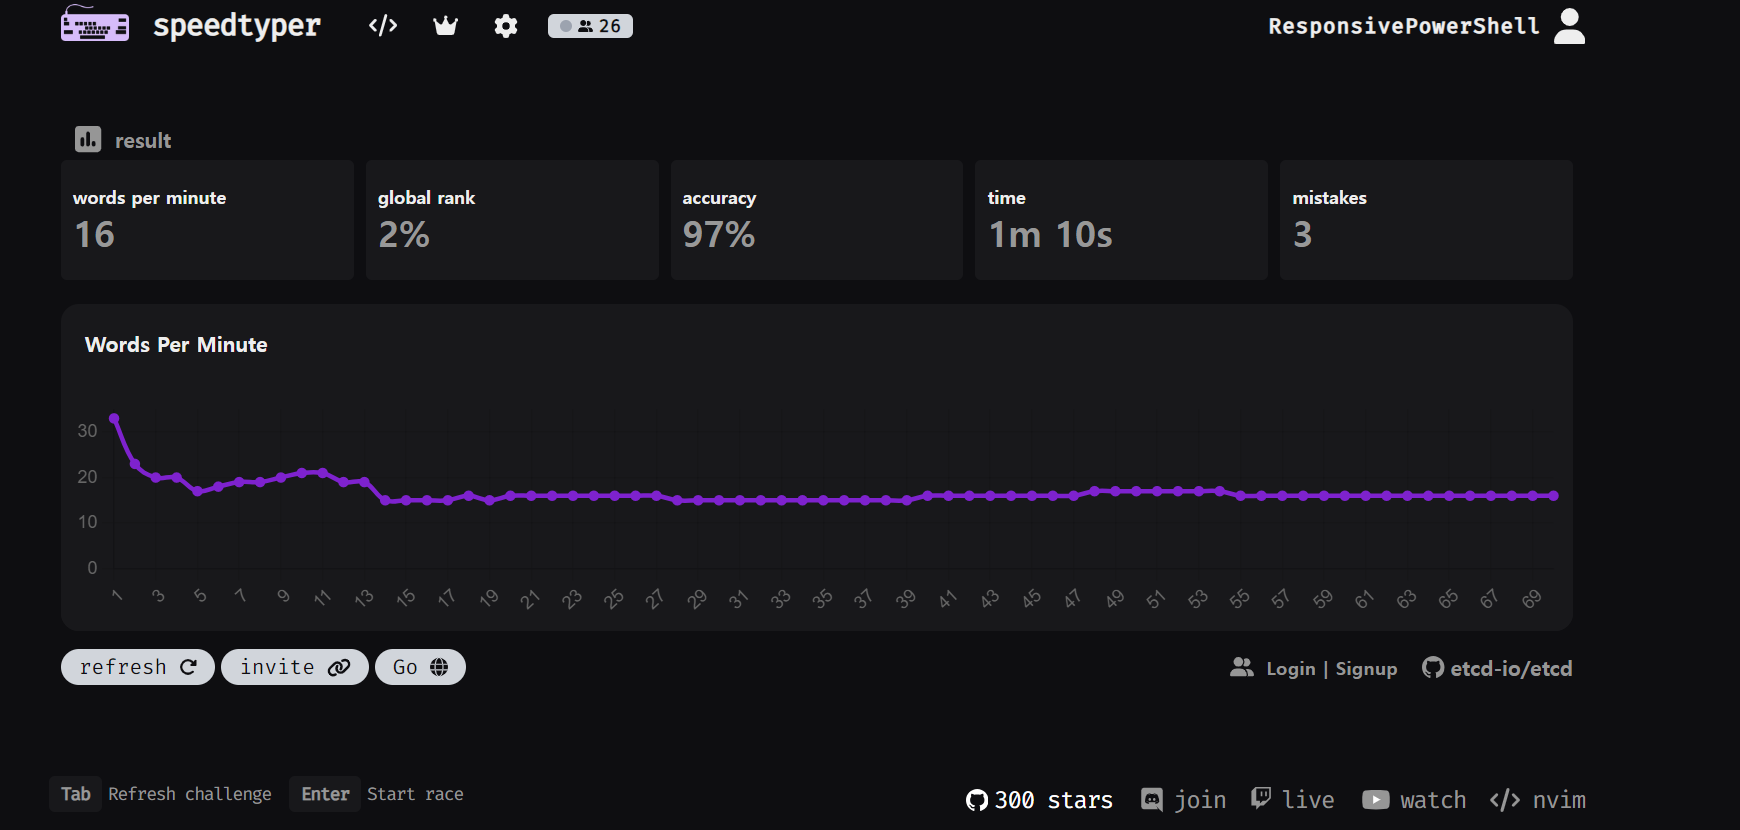 speedtyper 26 ResponsivePowerShell
result
words per minute global rank accuracy time mistakes
16 2% 97% 1m 10s 3
Words Per Minute
30
20
10
0
1 3 5 7 9 11 13 15 17 19 21 23 25 27 29 31 33 35 37 39 41 43 45 47 49 51 53 55 57 59 61 63 65 67 69
refresh invite Go Login | Signup etcd-io/etcd
Tab Refresh challenge Enter Start race 300 stars join live watch nvim